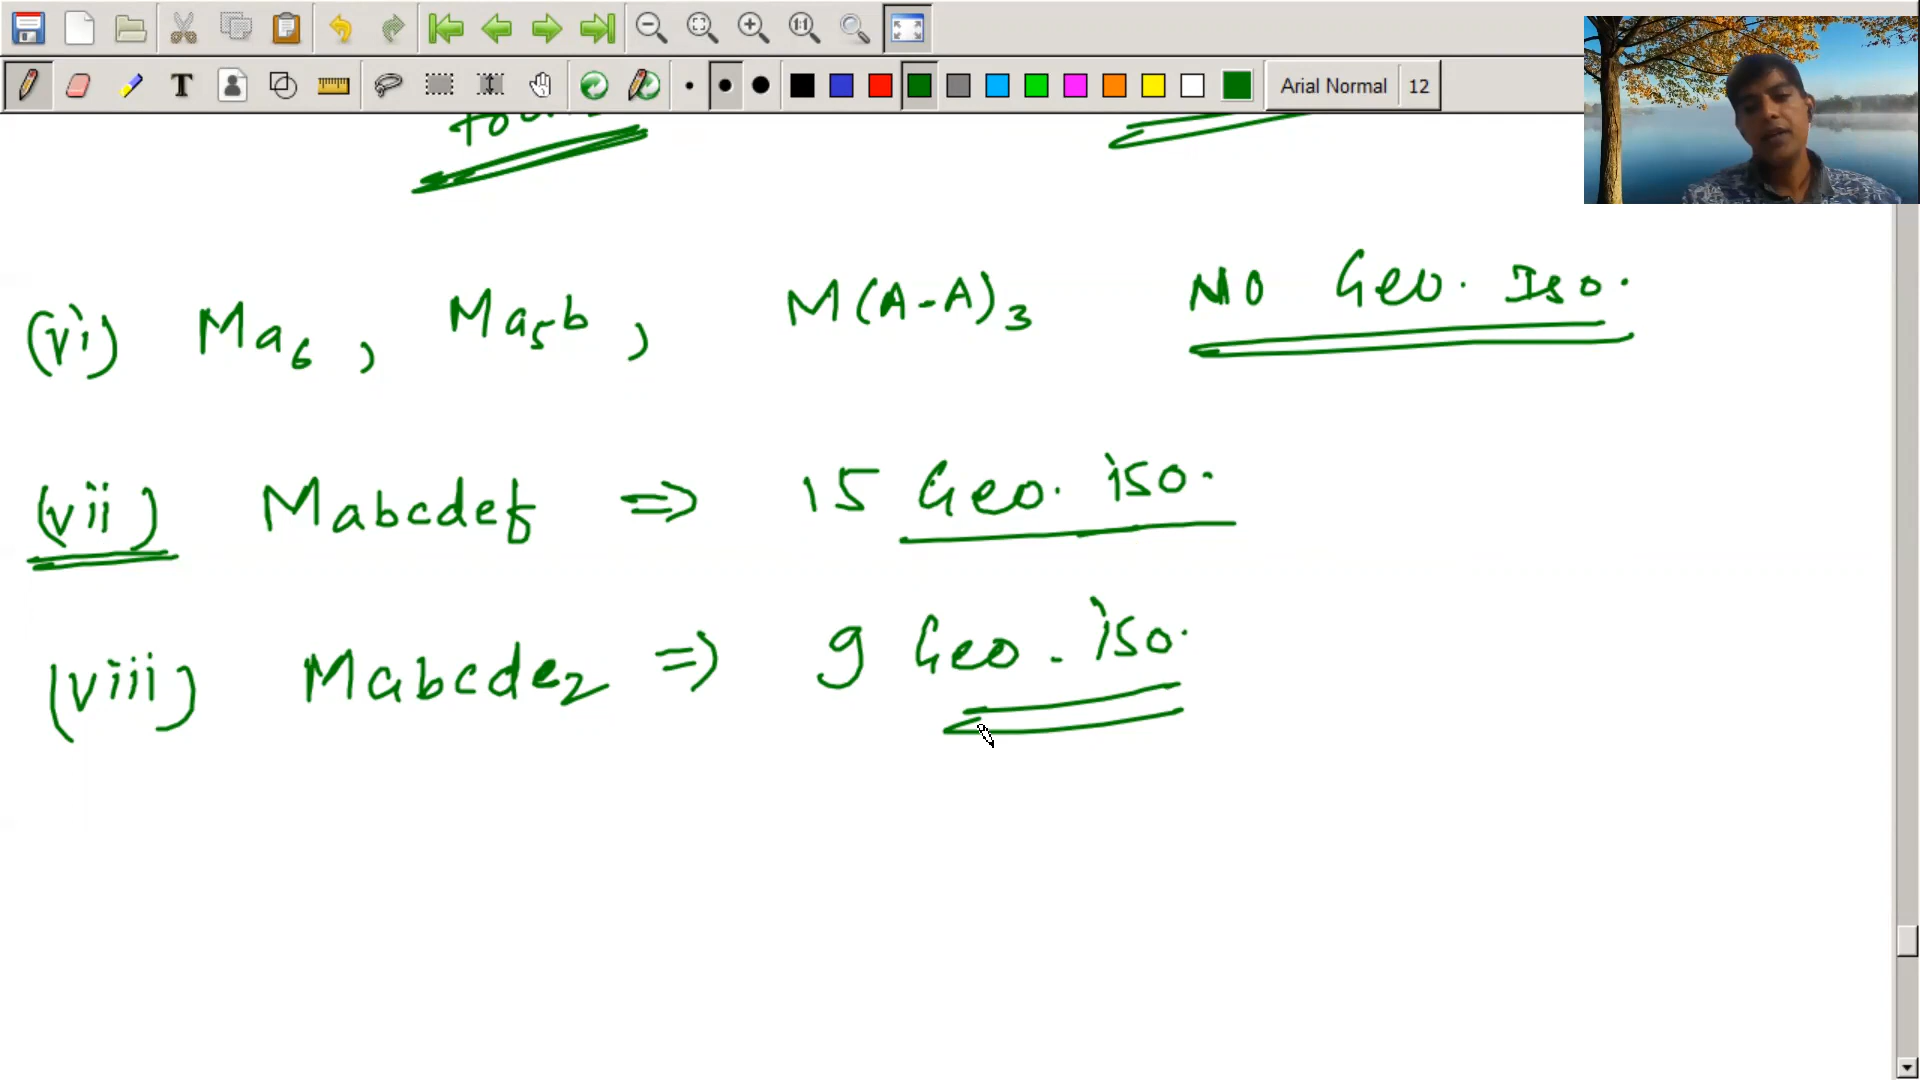 T Arial Normal 12
(vi) Ma₆ , Ma₅b , M(A-A)₃ NO Geo. Iso.
(vii) Mabcdef => 15 Geo. iso.
(viii) Mabcde₂ => 9 Geo. iso.